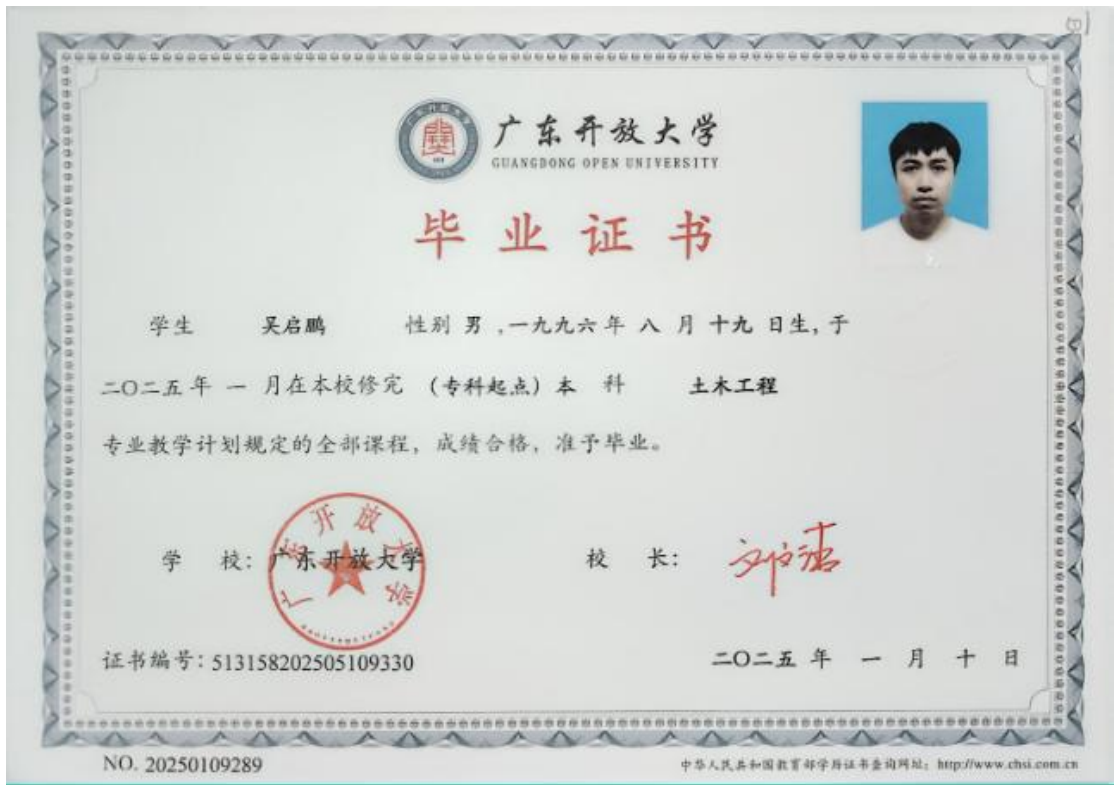 广东开放大学
GUANGDONG OPEN UNIVERSITY
毕业证书
学生 吴启鹏 性别 男 ,一九九六年 八 月 十九 日生, 于
二〇二五年 一 月在本校修完 (专科起点)本 科 土木工程
专业教学计划规定的全部课程, 成绩合格, 准予毕业。
学 校: 广东开放大学 校 长:
广东开放大学
证书编号: 513158202505109330 二〇二五 年 一 月 十 日
NO. 20250109289 中华人民共和国教育部学历证书查询网址: http://www.chsi.com.cn